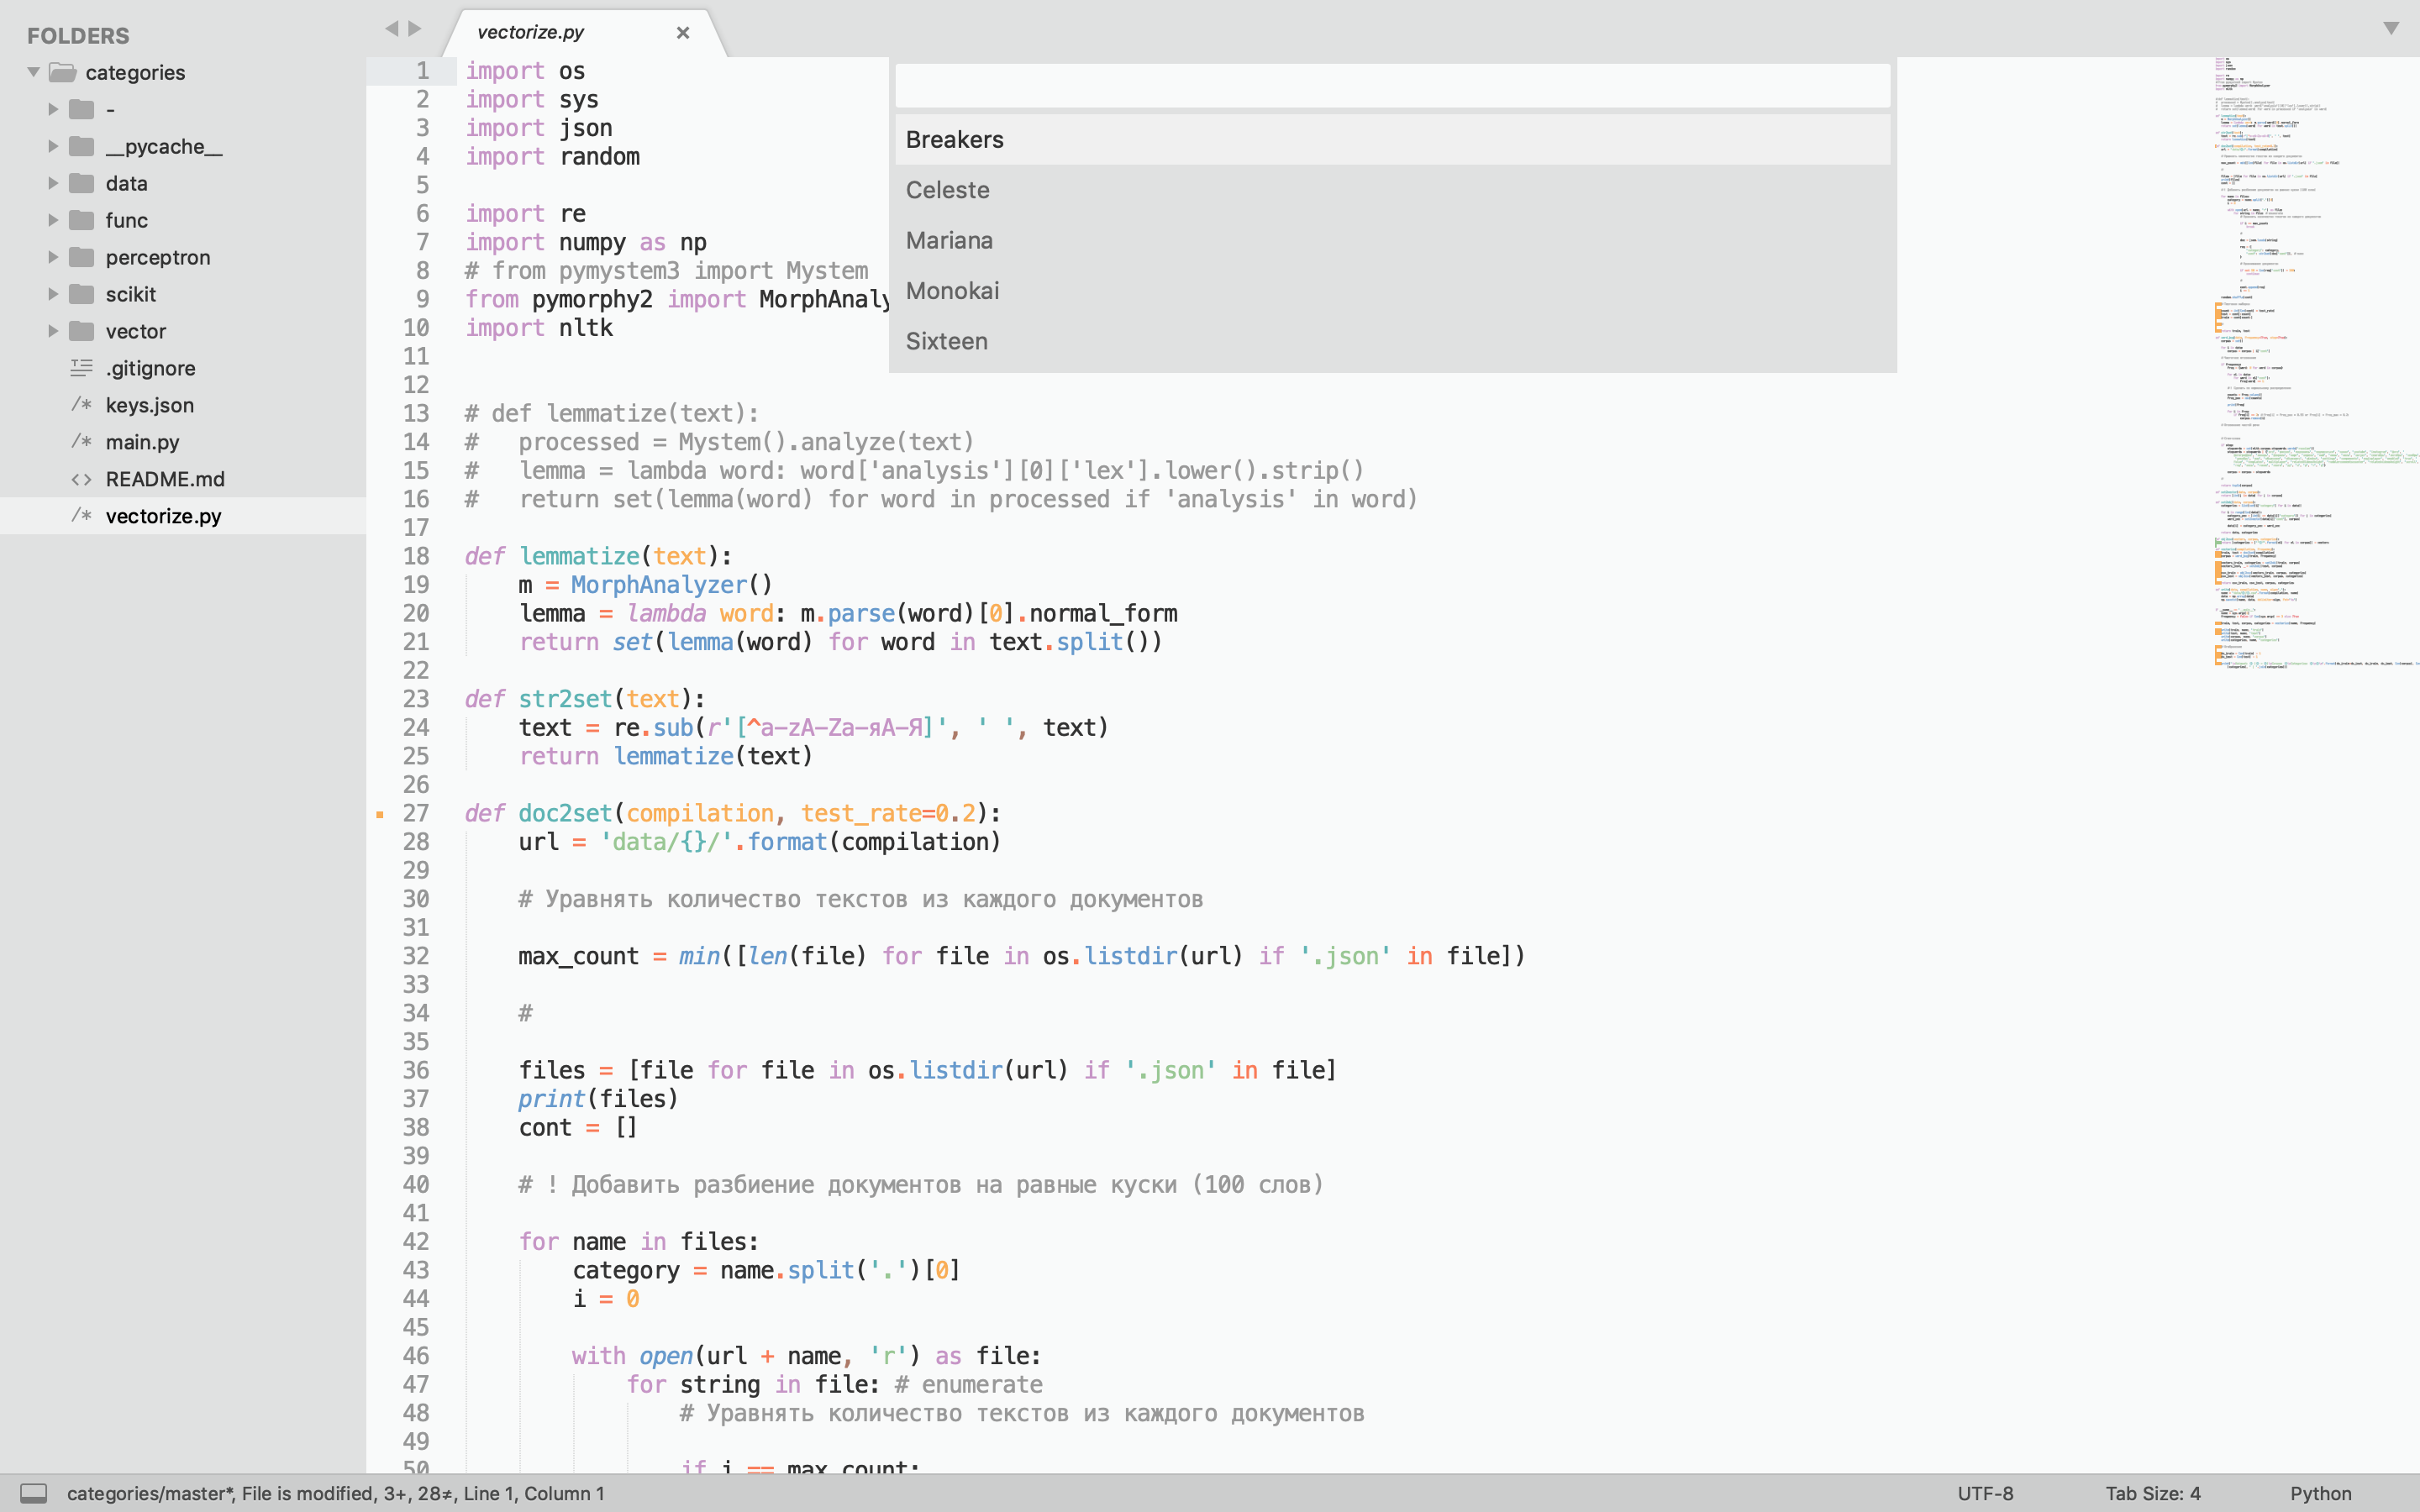 FOLDERS
categories
-
__pycache__
data
func
perceptron
scikit
vector
.gitignore
keys.json
main.py
README.md
vectorize.py
vectorize.py
Breakers
Celeste
Mariana
Monokai
Sixteen
1 import os
2 import sys
3 import json
4 import random
5
6 import re
7 import numpy as np
8 # from pymystem3 import Mystem
9 from pymorphy2 import MorphAnaly
10 import nltk
11
12
13 # def lemmatize(text):
14 #   processed = Mystem().analyze(text)
15 #   lemma = lambda word: word['analysis'][0]['lex'].lower().strip()
16 #   return set(lemma(word) for word in processed if 'analysis' in word)
17
18 def lemmatize(text):
19     m = MorphAnalyzer()
20     lemma = lambda word: m.parse(word)[0].normal_form
21     return set(lemma(word) for word in text.split())
22
23 def str2set(text):
24     text = re.sub(r'[^a-zA-Zа-яА-Я]', ' ', text)
25     return lemmatize(text)
26
27 def doc2set(compilation, test_rate=0.2):
28     url = 'data/{}/'.format(compilation)
29
30     # Уравнять количество текстов из каждого документов
31
32     max_count = min([len(file) for file in os.listdir(url) if '.json' in file])
33
34     #
35
36     files = [file for file in os.listdir(url) if '.json' in file]
37     print(files)
38     cont = []
39
40     # ! Добавить разбиение документов на равные куски (100 слов)
41
42     for name in files:
43         category = name.split('.')[0]
44         i = 0
45
46         with open(url + name, 'r') as file:
47             for string in file: # enumerate
48                 # Уравнять количество текстов из каждого документов
49
50                 if i == max_count:
categories/master*, File is modified, 3+, 28≠, Line 1, Column 1
UTF-8
Tab Size: 4
Python